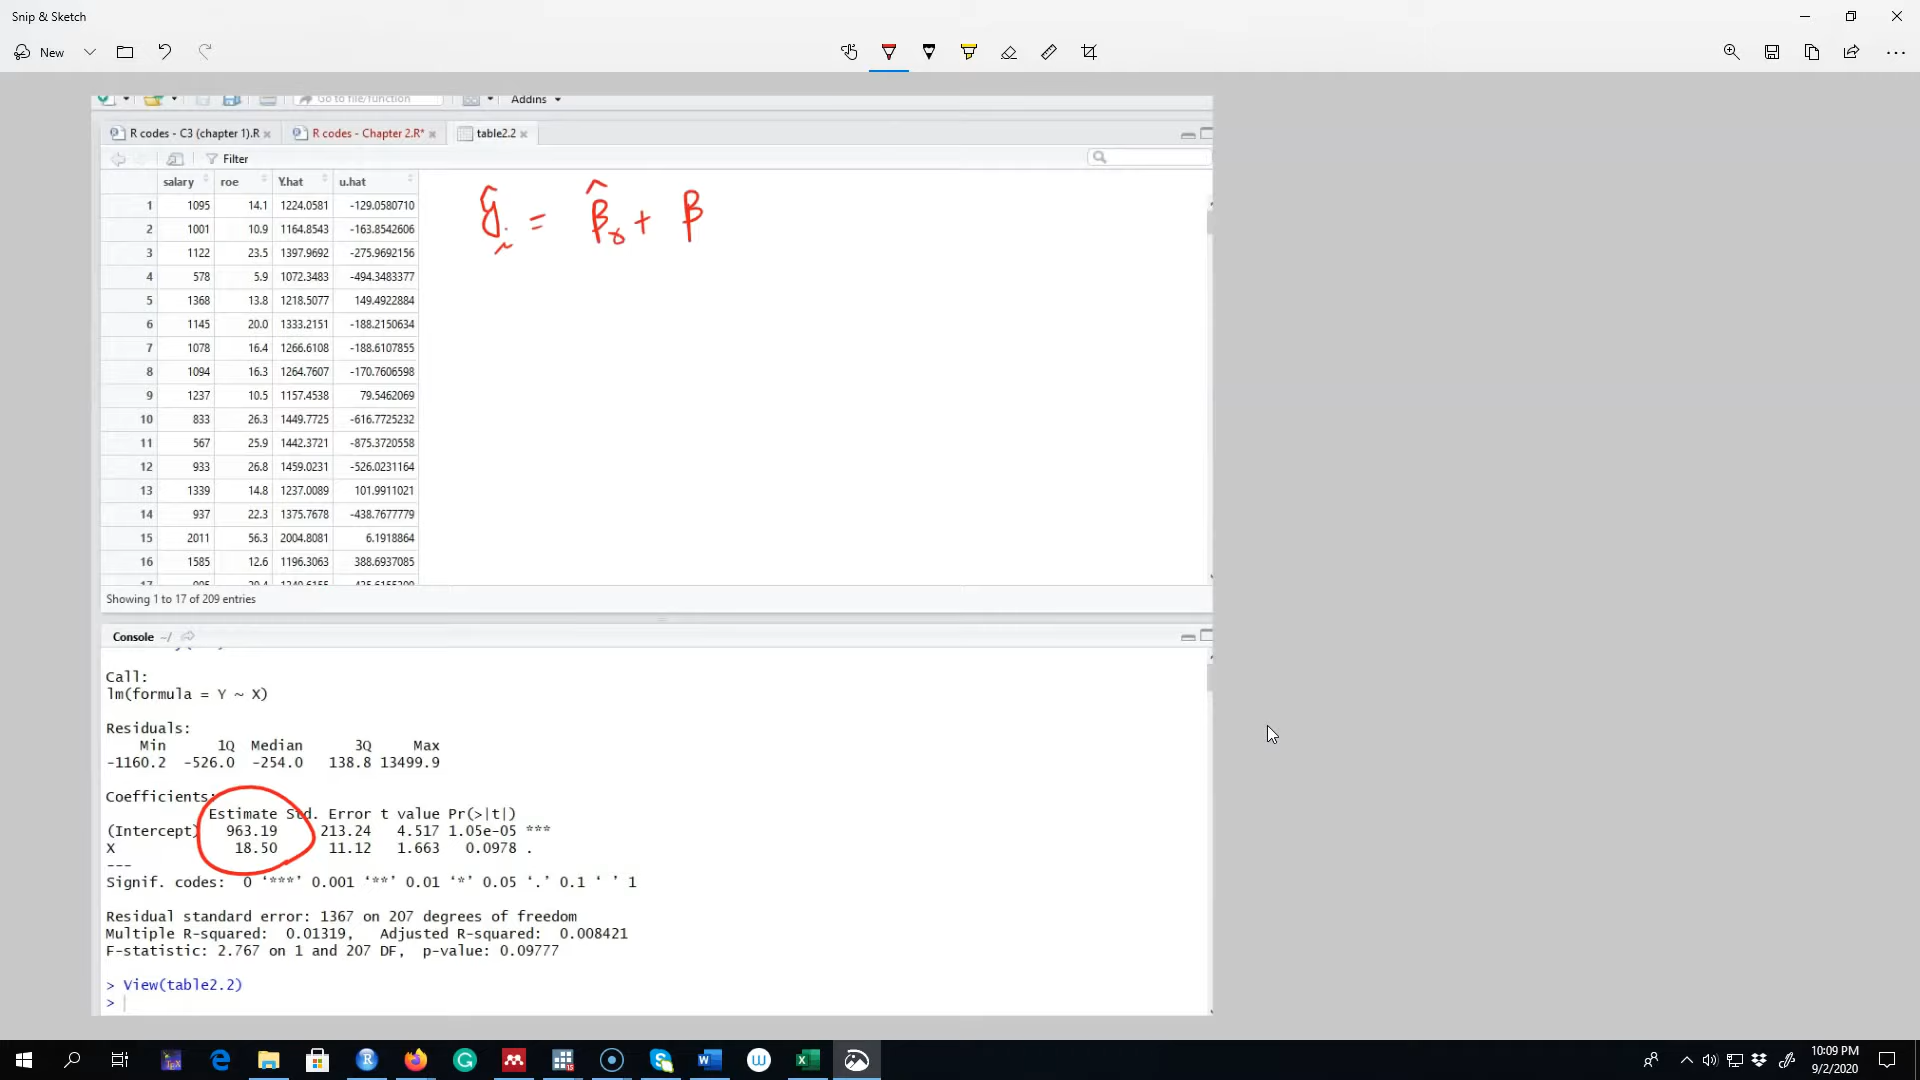 Snip & Sketch
New
Go to file/function
Addins
R codes - C3 (chapter 1).R
R codes - Chapter 2.R*
table2.2
Filter
salary roe Y.hat u.hat
1 1095 14.1 1224.0581 -129.0580710
2 1001 10.9 1164.8543 -163.8542606
3 1122 23.5 1397.9692 -275.9692156
4 578 5.9 1072.3483 -494.3483377
5 1368 13.8 1218.5077 149.4922884
6 1145 20.0 1333.2151 -188.2150634
7 1078 16.4 1266.6108 -188.6107855
8 1094 16.3 1264.7607 -170.7606598
9 1237 10.5 1157.4538 79.5462069
10 833 26.3 1449.7725 -616.7725232
11 567 25.9 1442.3721 -875.3720558
12 933 26.8 1459.0231 -526.0231164
13 1339 14.8 1237.0089 101.9911021
14 937 22.3 1375.7678 -438.7677779
15 2011 56.3 2004.8081 6.1918864
16 1585 12.6 1196.3063 388.6937085
Showing 1 to 17 of 209 entries
Console ~/
Call:
lm(formula = Y ~ X)
Residuals:
Min 1Q Median 3Q Max
-1160.2 -526.0 -254.0 138.8 13499.9
Coefficients:
Estimate Std. Error t value Pr(>|t|)
(Intercept) 963.19 213.24 4.517 1.05e-05 ***
X 18.50 11.12 1.663 0.0978 .
---
Signif. codes: 0 ‘***’ 0.001 ‘**’ 0.01 ‘*’ 0.05 ‘.’ 0.1 ‘ ’ 1
Residual standard error: 1367 on 207 degrees of freedom
Multiple R-squared: 0.01319, Adjusted R-squared: 0.008421
F-statistic: 2.767 on 1 and 207 DF, p-value: 0.09777
> View(table2.2)
>
10:09 PM
9/2/2020